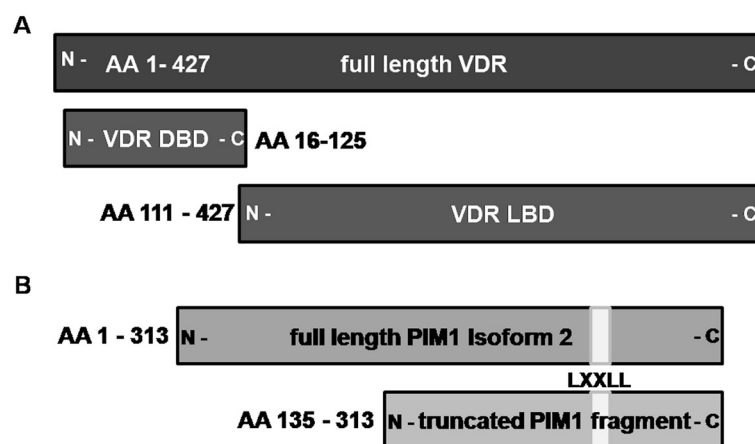 A
N - AA 1- 427 full length VDR - C
N - VDR DBD - C AA 16-125
AA 111 - 427 N - VDR LBD - C
B
AA 1 - 313 N - full length PIM1 Isoform 2 - C
LXXLL
AA 135 - 313 N - truncated PIM1 fragment - C